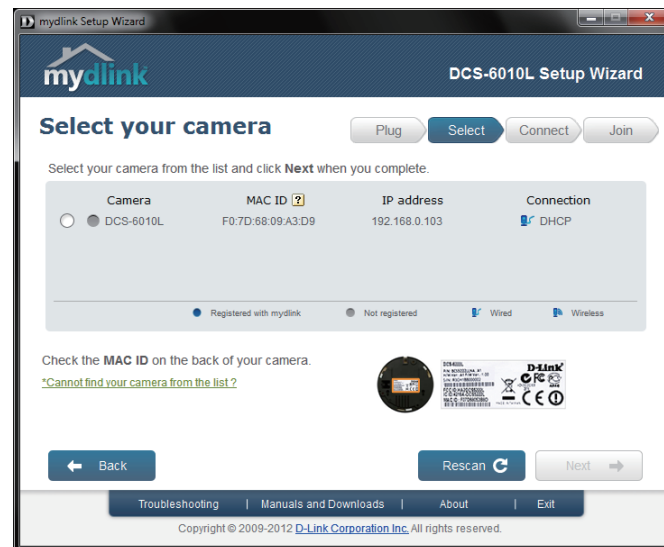 mydlink Setup Wizard
mydlink
DCS-6010L Setup Wizard
Select your camera
Plug Select Connect Join
Select your camera from the list and click Next when you complete.
Camera MAC ID ? IP address Connection
DCS-6010L F0:7D:68:09:A3:D9 192.168.0.103 DHCP
Registered with mydlink Not registered Wired Wireless
Check the MAC ID on the back of your camera.
*Cannot find your camera from the list ?
D-Link
Back Rescan Next
Troubleshooting | Manuals and Downloads | About | Exit
Copyright © 2009-2012 D-Link Corporation Inc. All rights reserved.